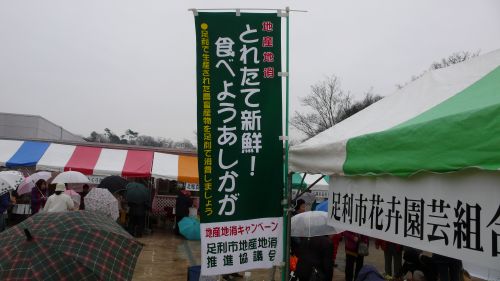 地産地消
とれたて新鮮!
食べようあしかが
●足利で生産された農畜産物を足利で消費しましょう
地産地消キャンペーン
足利市地産地消
推進協議会
足利市花卉園芸組合